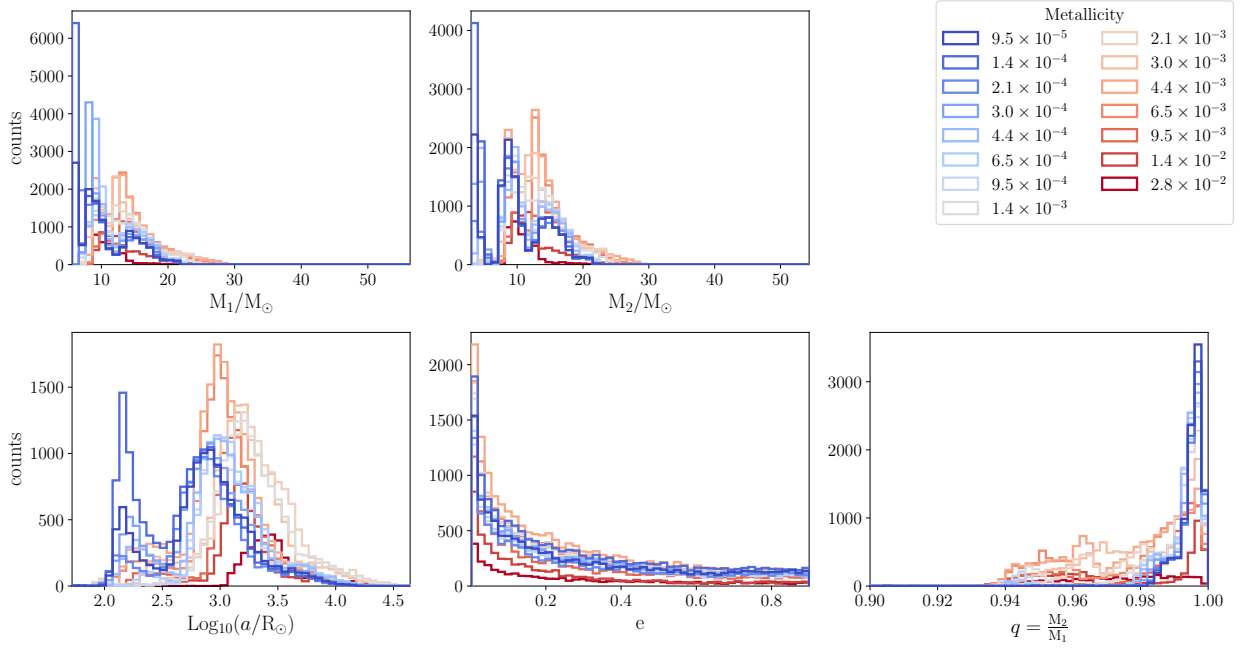 counts
6000
5000
4000
3000
2000
1000
0
10
20
30
40
50
M₁/M⊙
4000
3000
2000
1000
0
10
20
30
40
50
M₂/M⊙
Metallicity
9.5 × 10⁻⁵
1.4 × 10⁻⁴
2.1 × 10⁻⁴
3.0 × 10⁻⁴
4.4 × 10⁻⁴
6.5 × 10⁻⁴
9.5 × 10⁻⁴
1.4 × 10⁻³
2.1 × 10⁻³
3.0 × 10⁻³
4.4 × 10⁻³
6.5 × 10⁻³
9.5 × 10⁻³
1.4 × 10⁻²
2.8 × 10⁻²
counts
1500
1000
500
0
2.0
2.5
3.0
3.5
4.0
4.5
Log₁₀(a/R⊙)
2000
1500
1000
500
0
0.2
0.4
0.6
0.8
e
3000
2000
1000
0
0.90
0.92
0.94
0.96
0.98
1.00
q = M₂/M₁